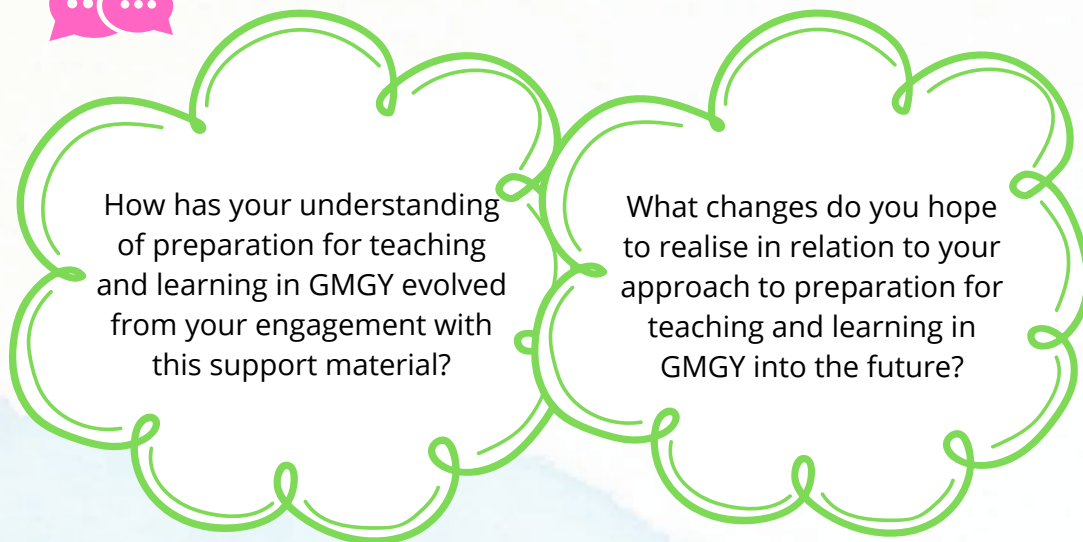 How has your understanding
of preparation for teaching
and learning in GMGY evolved
from your engagement with
this support material?
What changes do you hope
to realise in relation to your
approach to preparation for
teaching and learning in
GMGY into the future?